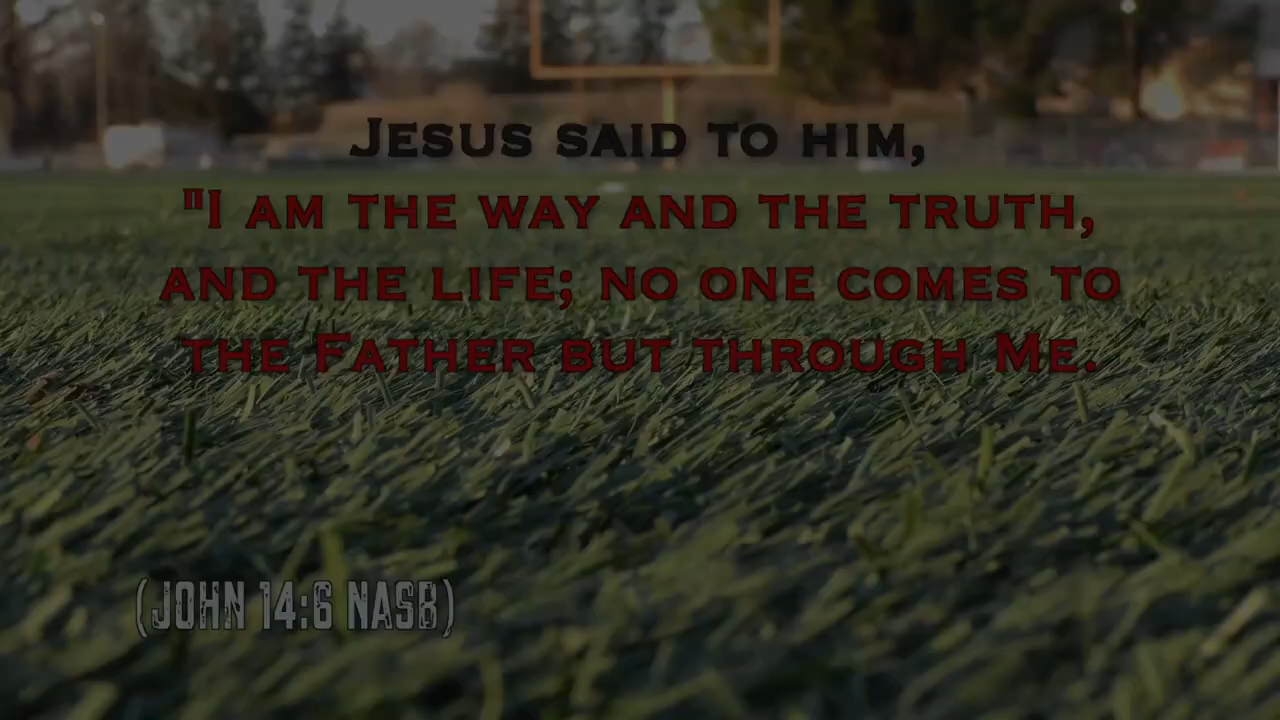 Jesus said to him,
"I am the way and the truth,
and the life; no one comes to
the Father but through Me.
(JOHN 14:6 NASB)